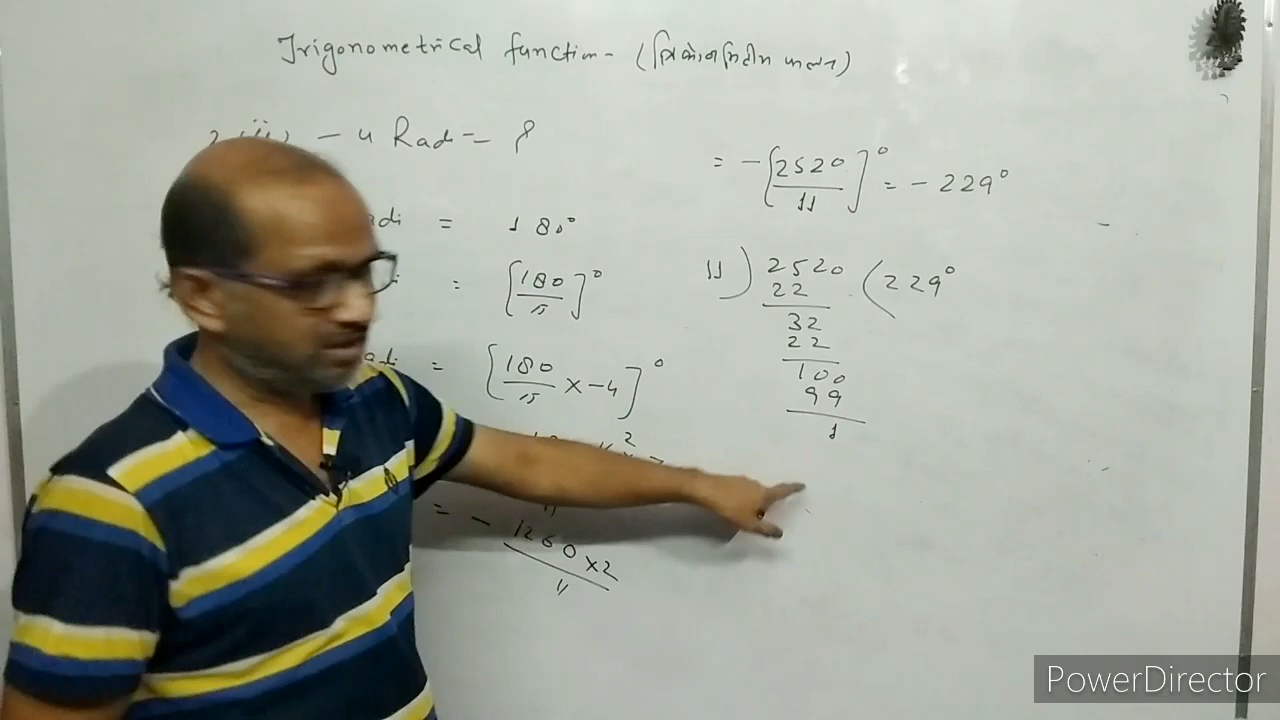 Trigonometrical function - (त्रिकोणमितीय फलन)
- 4 Rad = ?
= 180°
= [180/π]°
= [180/π × -4]°
= - 1260 × 2 / 11
= - [2520/11]° = - 229°
11 ) 2520 ( 229°
22
32
22
100
99
1
PowerDirector